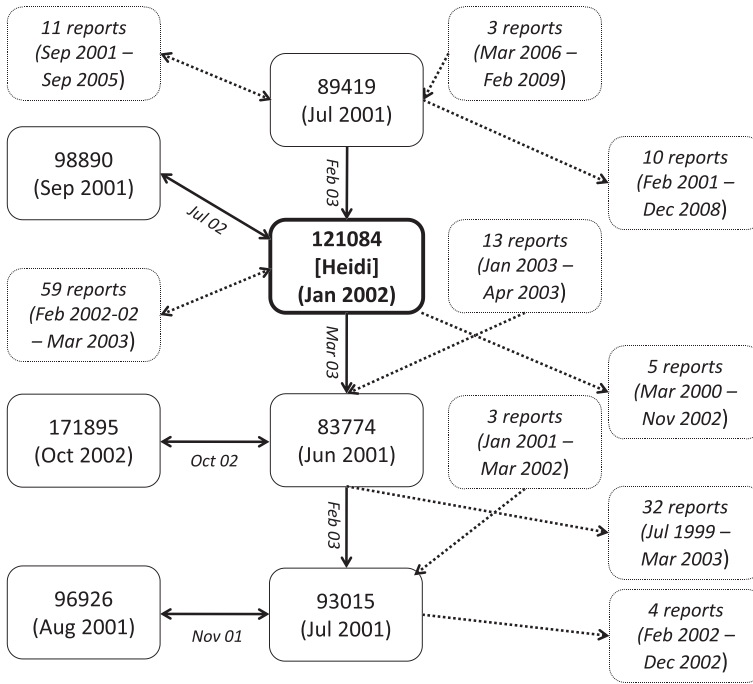 11 reports
(Sep 2001 –
Sep 2005)
3 reports
(Mar 2006 –
Feb 2009)
89419
(Jul 2001)
98890
(Sep 2001)
10 reports
(Feb 2001 –
Dec 2008)
Feb 03
Jul 02
121084
[Heidi]
(Jan 2002)
13 reports
(Jan 2003 –
Apr 2003)
59 reports
(Feb 2002-02
– Mar 2003)
Mar 03
5 reports
(Mar 2000 –
Nov 2002)
171895
(Oct 2002)
Oct 02
83774
(Jun 2001)
3 reports
(Jan 2001 –
Mar 2002)
Feb 03
32 reports
(Jul 1999 –
Mar 2003)
96926
(Aug 2001)
Nov 01
93015
(Jul 2001)
4 reports
(Feb 2002 –
Dec 2002)